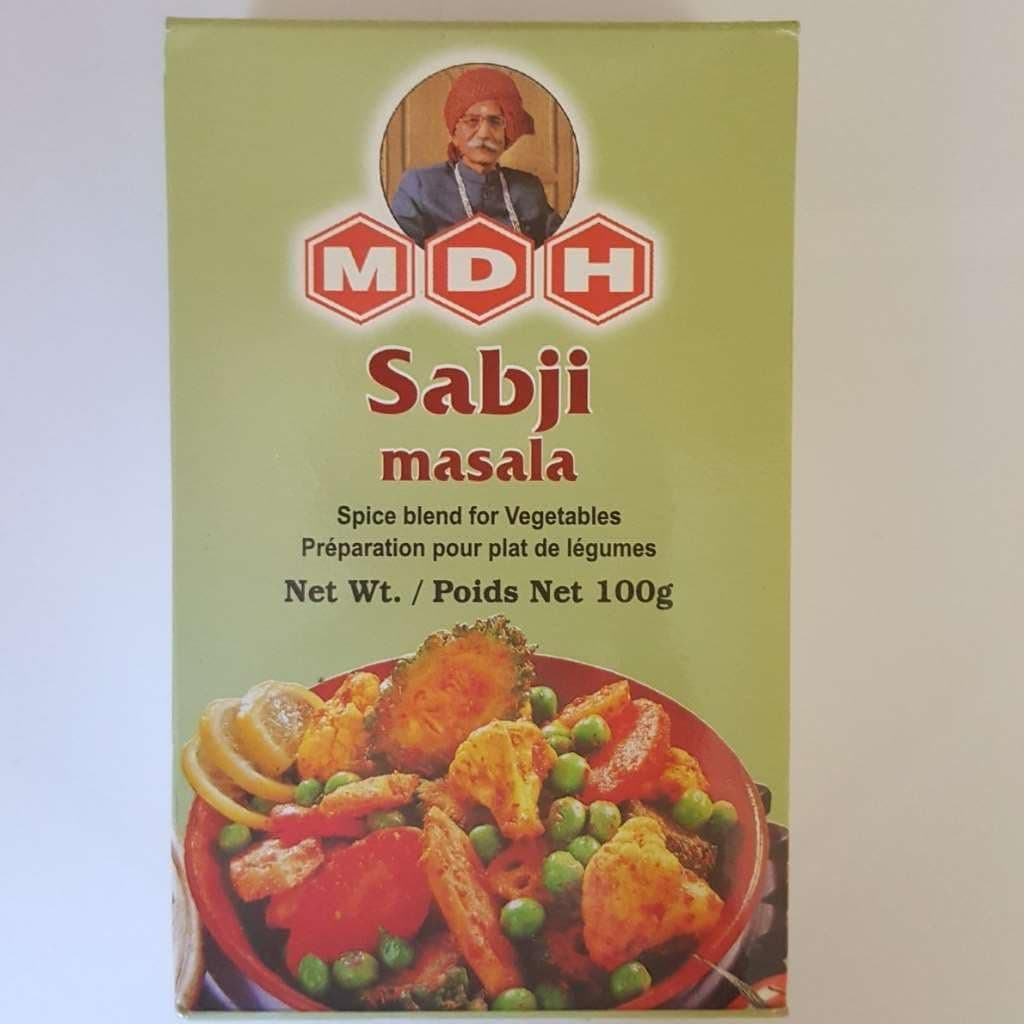 MDH
Sabji
masala
Spice blend for Vegetables
Préparation pour plat de légumes
Net Wt. / Poids Net 100g